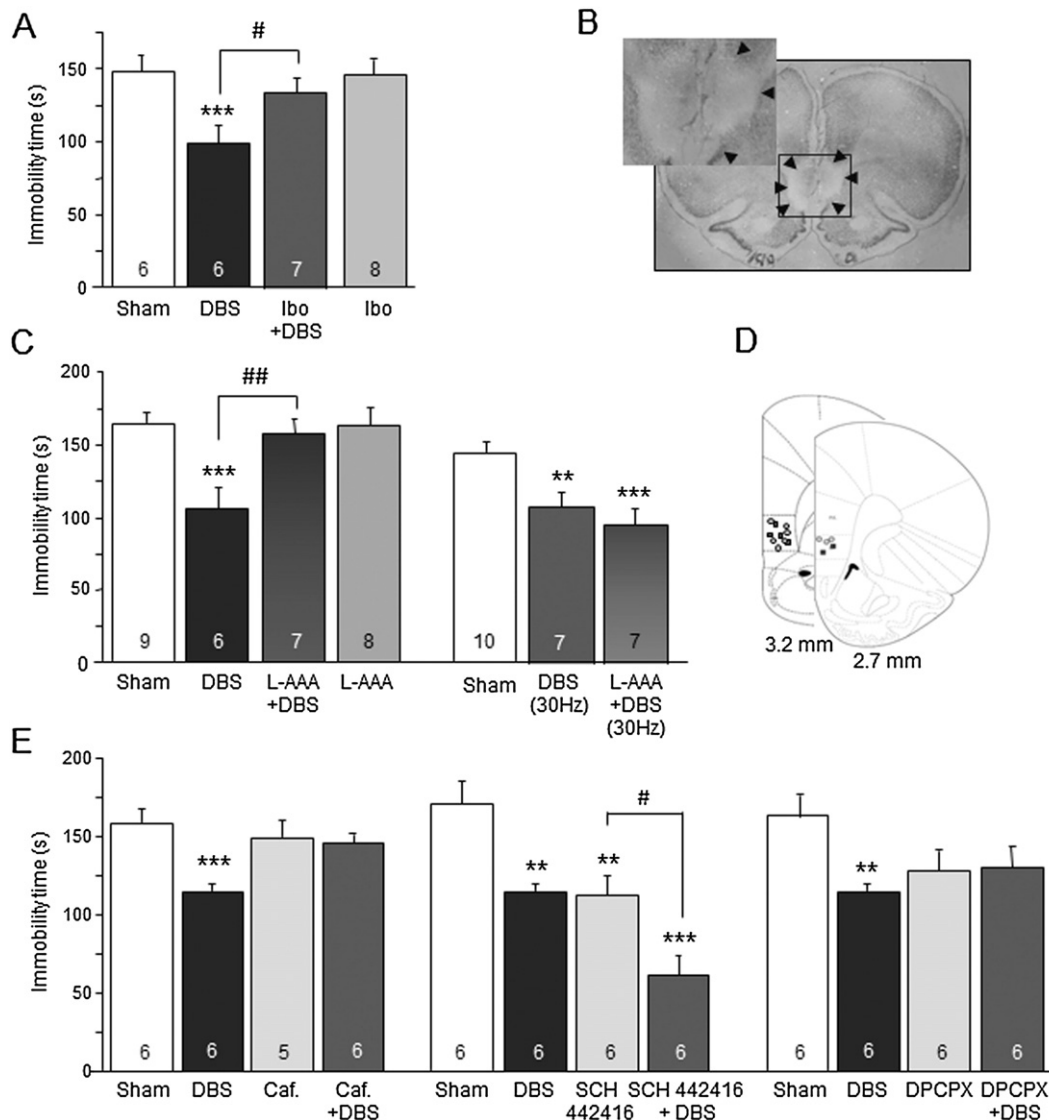 A
#
150
***
100
50
0
Immobility time (s)
6 6 7 8
Sham DBS Ibo Ibo
+DBS
B
C
200
##
150
*** ** ***
100
50
0
Immobility time (s)
9 6 7 8 10 7 7
Sham DBS L-AAA L-AAA Sham DBS L-AAA
+DBS (30Hz) +DBS
(30Hz)
D
3.2 mm
2.7 mm
E
200
#
150
*** ** ** *** **
100
50
0
Immobility time (s)
6 6 5 6 6 6 6 6 6 6 6 6
Sham DBS Caf. Caf. Sham DBS SCH SCH 442416 Sham DBS DPCPX DPCPX
+DBS 442416 + DBS +DBS